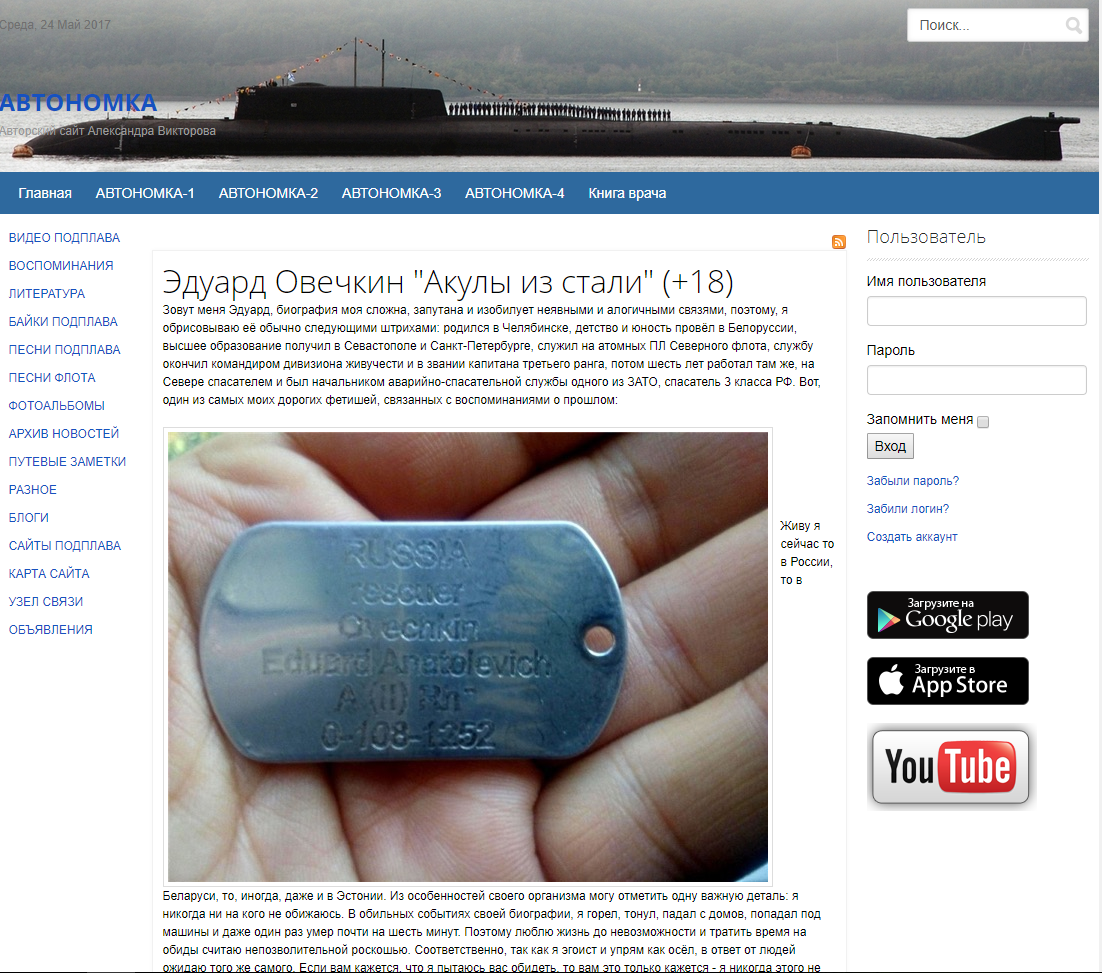 Среда, 24 Май 2017
Поиск...
АВТОНОМКА
Авторский сайт Александра Викторова
Главная АВТОНОМКА-1 АВТОНОМКА-2 АВТОНОМКА-3 АВТОНОМКА-4 Книга врача
ВИДЕО ПОДПЛАВА
ВОСПОМИНАНИЯ
ЛИТЕРАТУРА
БАЙКИ ПОДПЛАВА
ПЕСНИ ПОДПЛАВА
ПЕСНИ ФЛОТА
ФОТОАЛЬБОМЫ
АРХИВ НОВОСТЕЙ
ПУТЕВЫЕ ЗАМЕТКИ
РАЗНОЕ
БЛОГИ
САЙТЫ ПОДПЛАВА
КАРТА САЙТА
УЗЕЛ СВЯЗИ
ОБЪЯВЛЕНИЯ
Эдуард Овечкин "Акулы из стали" (+18)
Зовут меня Эдуард, биография моя сложна, запутана и изобилует неявными и алогичными связями, поэтому, я
обрисовываю её обычно следующими штрихами: родился в Челябинске, детство и юность провёл в Белоруссии,
высшее образование получил в Севастополе и Санкт-Петербурге, служил на атомных ПЛ Северного флота, службу
окончил командиром дивизиона живучести и в звании капитана третьего ранга, потом шесть лет работал там же, на
Севере спасателем и был начальником аварийно-спасательной службы одного из ЗАТО, спасатель 3 класса РФ. Вот,
один из самых моих дорогих фетишей, связанных с воспоминаниями о прошлом:
RUSSIA
rescuer
Ovechkin
Eduard Anatolevich
A (II) Rh-
0-108-1252
Живу я
сейчас то
в России,
то в
Беларуси, то, иногда, даже и в Эстонии. Из особенностей своего организма могу отметить одну важную деталь: я
никогда ни на кого не обижаюсь. В обильных событиях своей биографии, я горел, тонул, падал с домов, попадал под
машины и даже один раз умер почти на шесть минут. Поэтому люблю жизнь до невозможности и тратить время на
обиды считаю непозволительной роскошью. Соответственно, так как я эгоист и упрям как осёл, в ответ от людей
ожидаю того же самого. Если вам кажется, что я пытаюсь вас обидеть, то вам это только кажется - я никогда этого не
Пользователь
Имя пользователя
Пароль
Запомнить меня
Вход
Забыли пароль?
Забили логин?
Создать аккаунт
Загрузите на
Google play
Загрузите в
App Store
YouTube